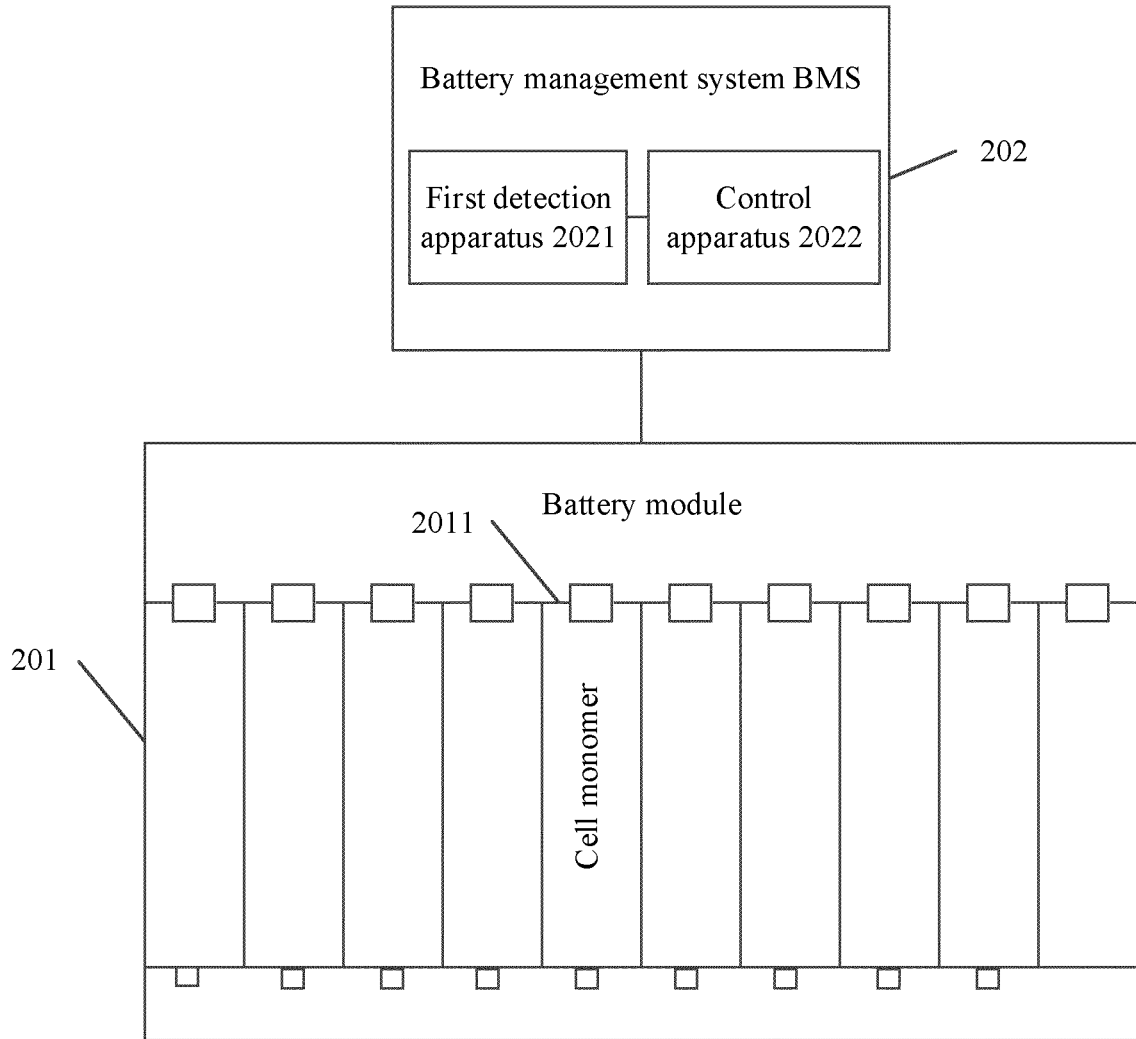 Battery management system BMS
202
First detection
apparatus 2021
Control
apparatus 2022
Battery module
2011
201
Cell monomer